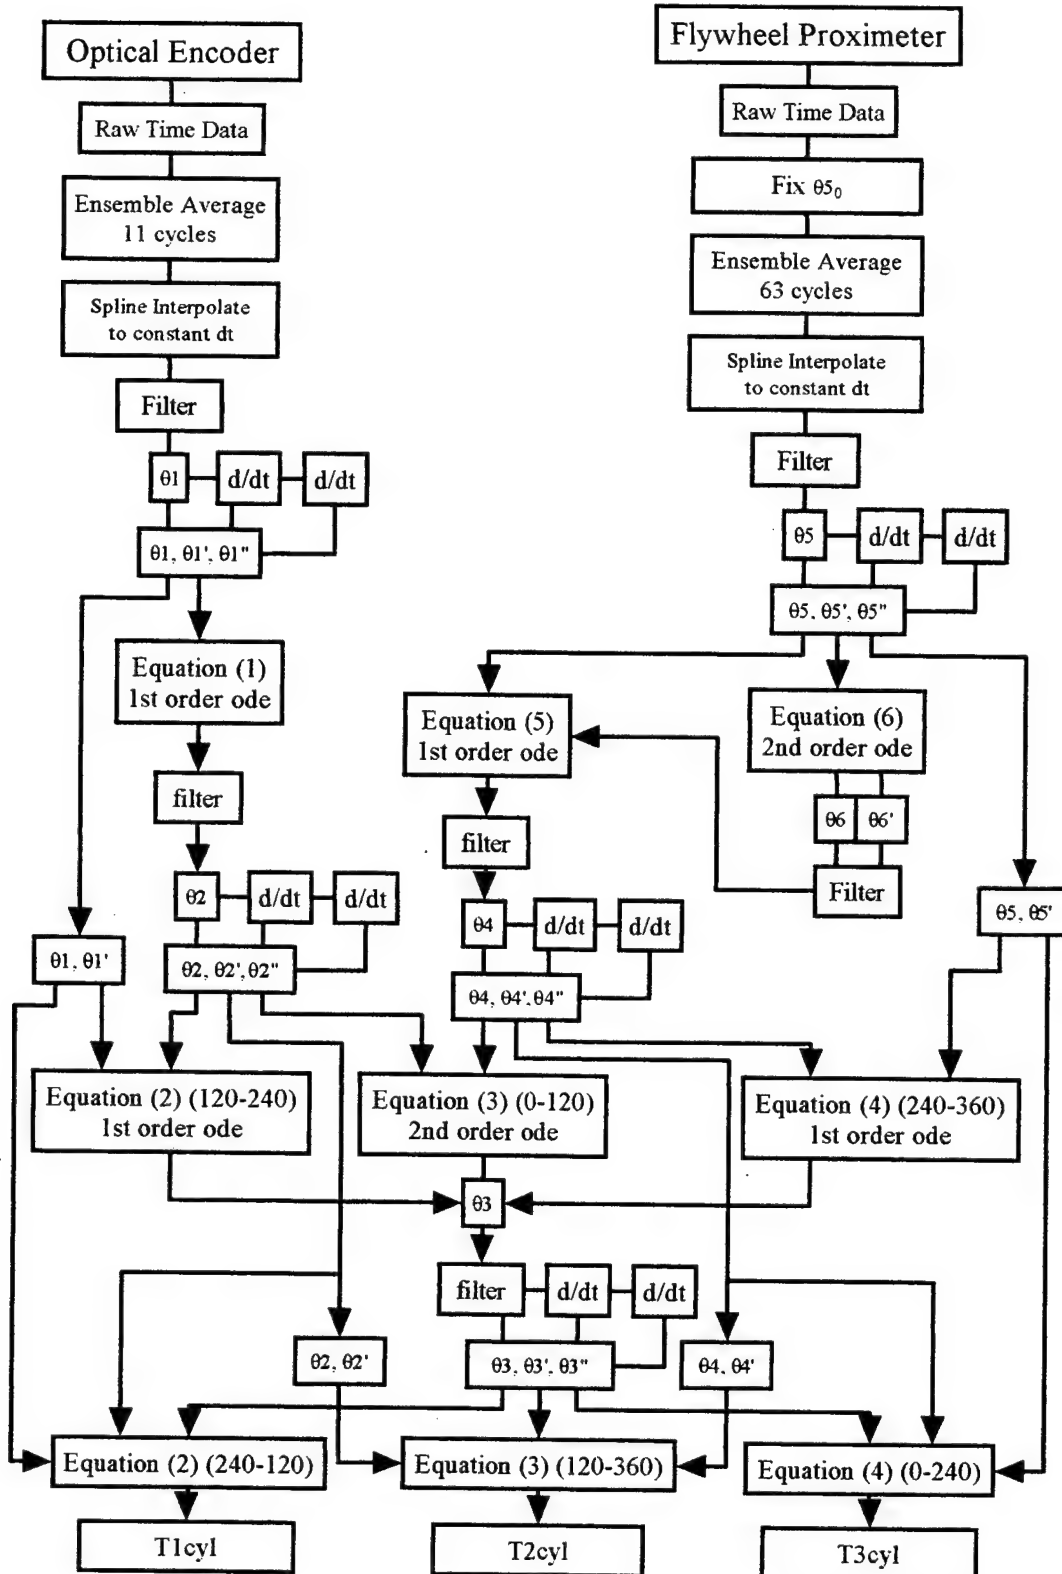 Optical Encoder
Flywheel Proximeter
Raw Time Data
Raw Time Data
Ensemble Average
11 cycles
Fix θ5₀
Spline Interpolate
to constant dt
Ensemble Average
63 cycles
Filter
Spline Interpolate
to constant dt
θ1
d/dt
d/dt
Filter
θ1, θ1', θ1"
θ5
d/dt
d/dt
θ5, θ5', θ5"
Equation (1)
1st order ode
Equation (5)
1st order ode
Equation (6)
2nd order ode
filter
θ6
θ6'
filter
Filter
θ2
d/dt
d/dt
θ4
d/dt
d/dt
θ5, θ5'
θ1, θ1'
θ2, θ2',θ2"
θ4, θ4',θ4"
Equation (2) (120-240)
1st order ode
Equation (3) (0-120)
2nd order ode
Equation (4) (240-360)
1st order ode
θ3
filter
d/dt
d/dt
θ2, θ2'
θ3, θ3', θ3"
θ4, θ4'
Equation (2) (240-120)
Equation (3) (120-360)
Equation (4) (0-240)
T1cyl
T2cyl
T3cyl